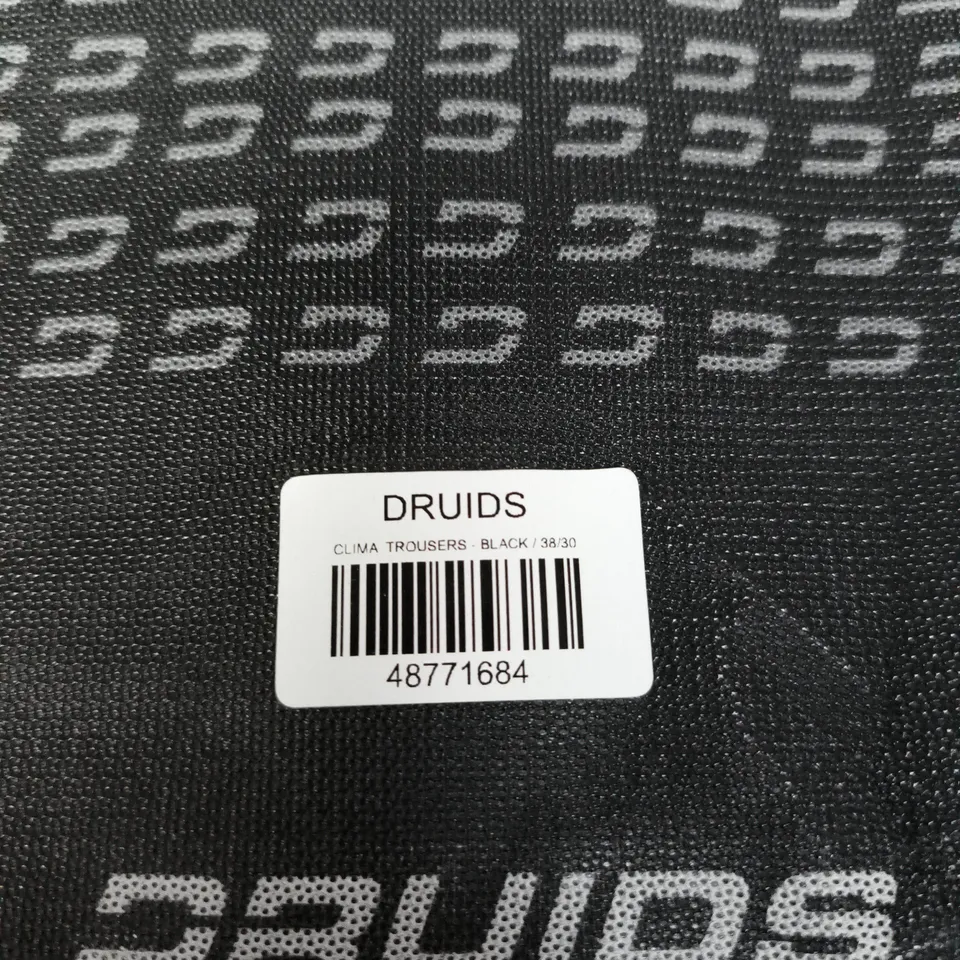 DRUIDS
CLIMA TROUSERS - BLACK / 38/30
48771684
DRUIDS